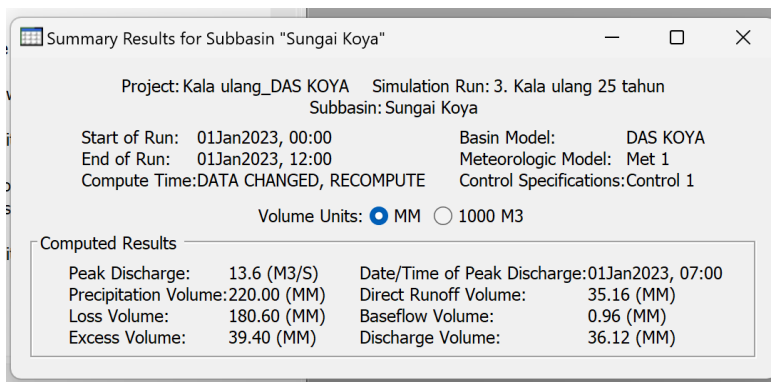 Summary Results for Subbasin "Sungai Koya"
Project: Kala ulang_DAS KOYA Simulation Run: 3. Kala ulang 25 tahun
Subbasin: Sungai Koya
Start of Run: 01Jan2023, 00:00 Basin Model: DAS KOYA
End of Run: 01Jan2023, 12:00 Meteorologic Model: Met 1
Compute Time:DATA CHANGED, RECOMPUTE Control Specifications:Control 1
Volume Units: MM 1000 M3
Computed Results
Peak Discharge: 13.6 (M3/S) Date/Time of Peak Discharge:01Jan2023, 07:00
Precipitation Volume:220.00 (MM) Direct Runoff Volume: 35.16 (MM)
Loss Volume: 180.60 (MM) Baseflow Volume: 0.96 (MM)
Excess Volume: 39.40 (MM) Discharge Volume: 36.12 (MM)